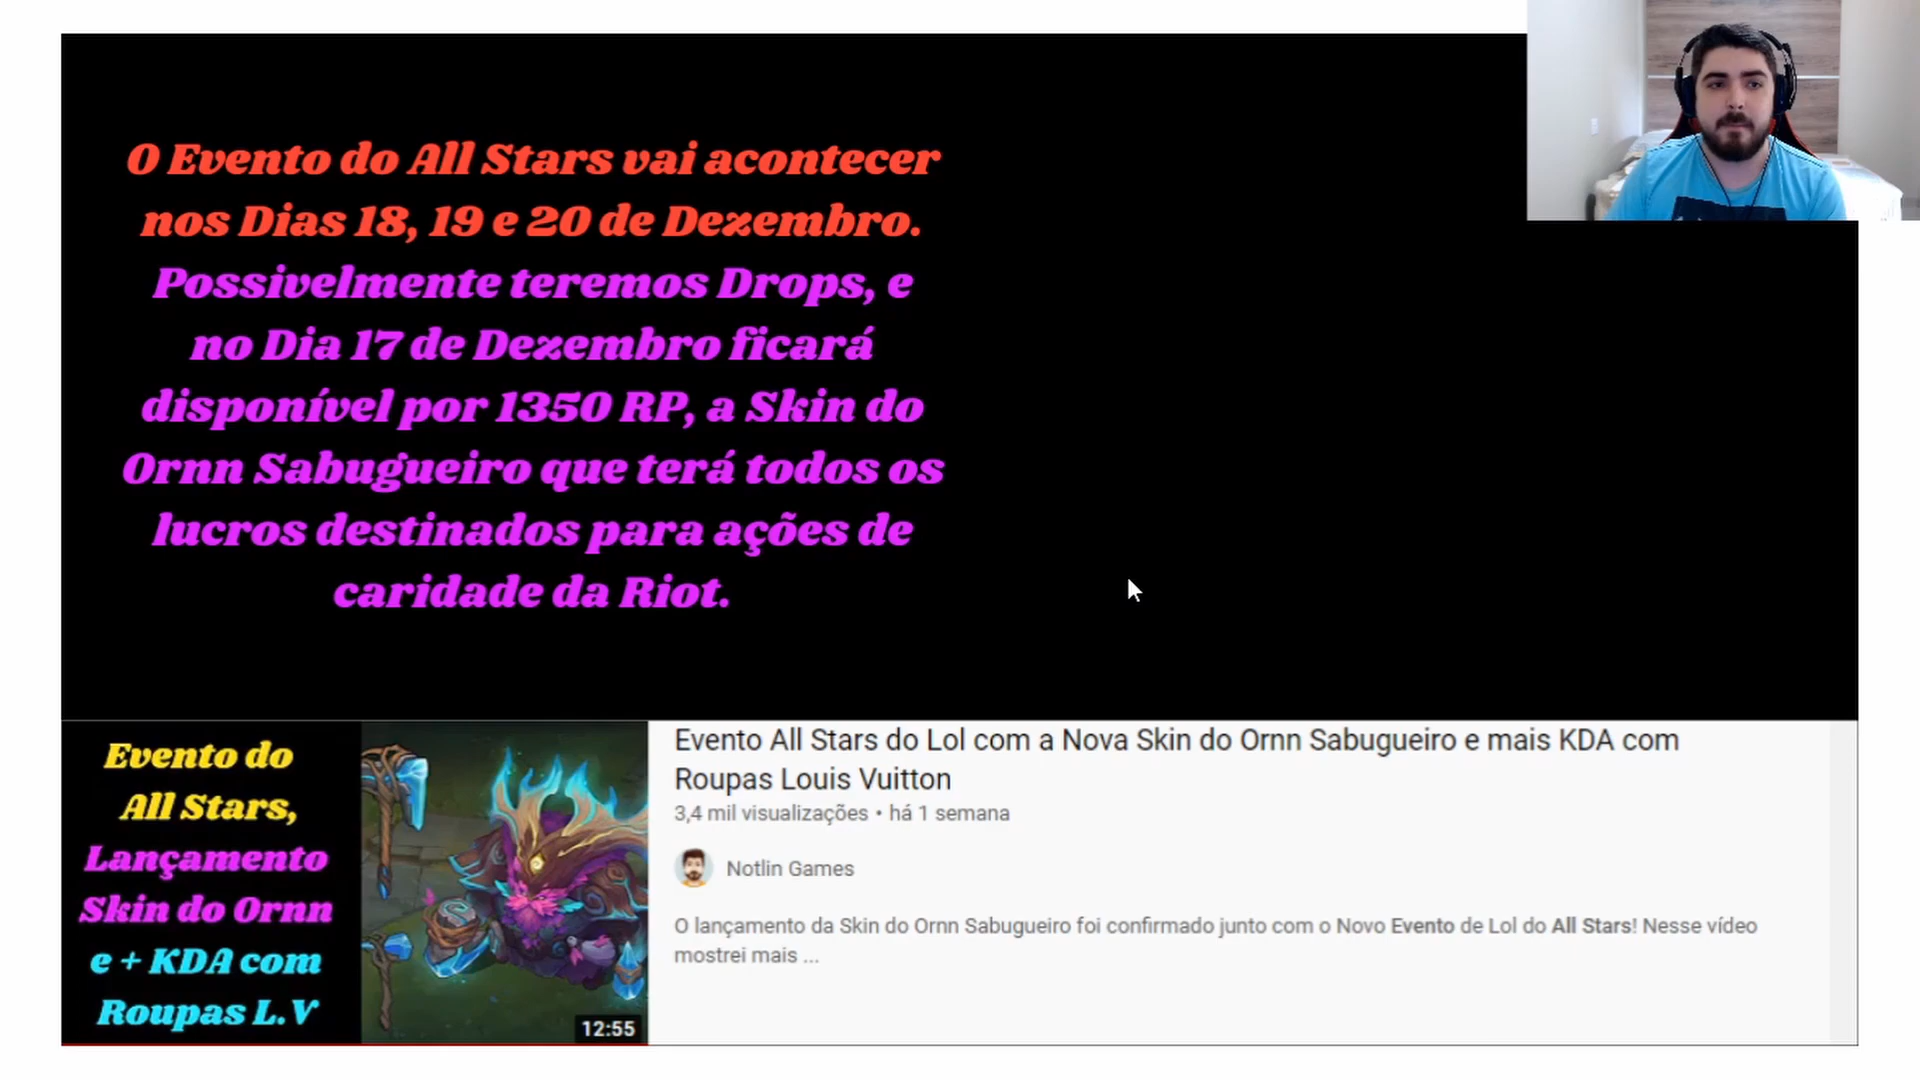 O Evento do All Stars vai acontecer
nos Dias 18, 19 e 20 de Dezembro.
Possivelmente teremos Drops, e
no Dia 17 de Dezembro ficará
disponível por 1350 RP, a Skin do
Ornn Sabugueiro que terá todos os
lucros destinados para ações de
caridade da Riot.
Evento do
All Stars,
Lançamento
Skin do Ornn
e + KDA com
Roupas L.V
12:55
Evento All Stars do Lol com a Nova Skin do Ornn Sabugueiro e mais KDA com
Roupas Louis Vuitton
3,4 mil visualizações • há 1 semana
Notlin Games
O lançamento da Skin do Ornn Sabugueiro foi confirmado junto com o Novo Evento de Lol do All Stars! Nesse vídeo
mostrei mais ...